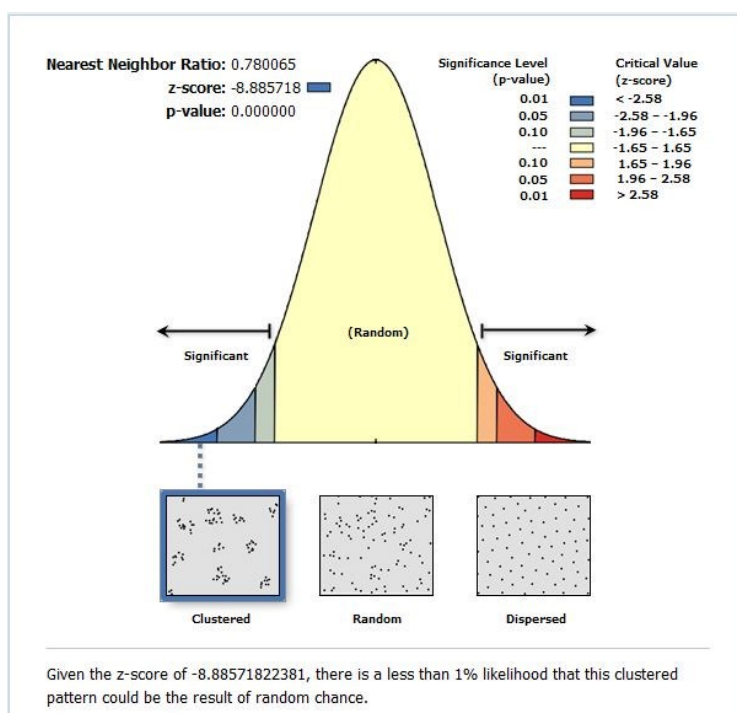 Nearest Neighbor Ratio: 0.780065
z-score: -8.885718
p-value: 0.000000
Significance Level (p-value)
Critical Value (z-score)
0.01 < -2.58
0.05 -2.58 – -1.96
0.10 -1.96 – -1.65
--- -1.65 – 1.65
0.10 1.65 – 1.96
0.05 1.96 – 2.58
0.01 > 2.58
Significant
(Random)
Significant
Clustered
Random
Dispersed
Given the z-score of -8.88571822381, there is a less than 1% likelihood that this clustered
pattern could be the result of random chance.